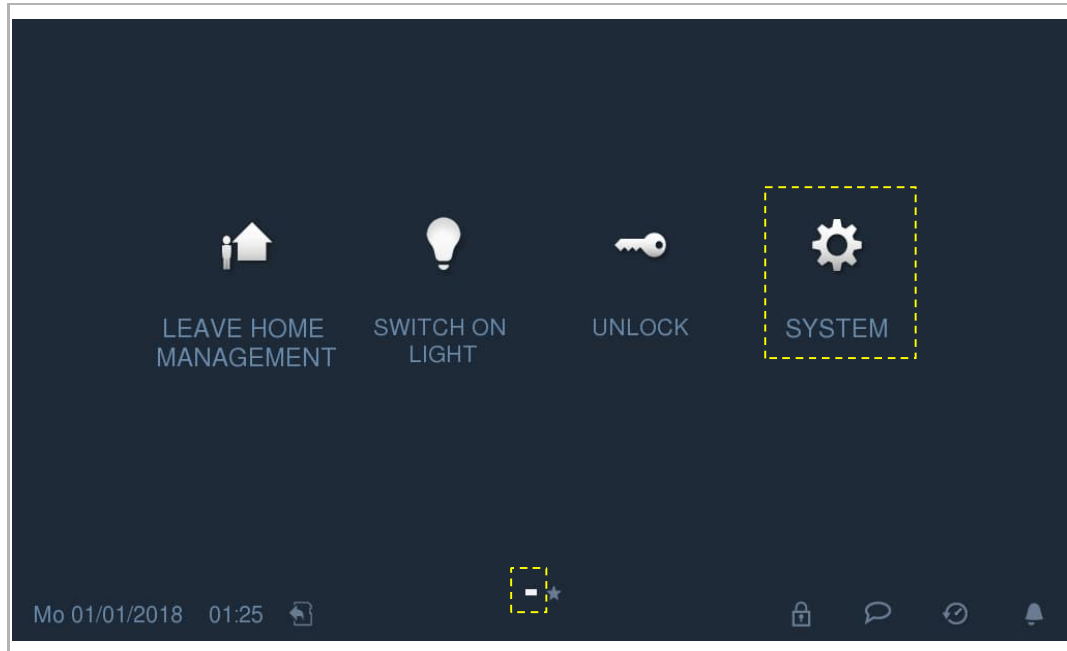 LEAVE HOME
MANAGEMENT
SWITCH ON
LIGHT
UNLOCK
SYSTEM
Mo 01/01/2018 01:25